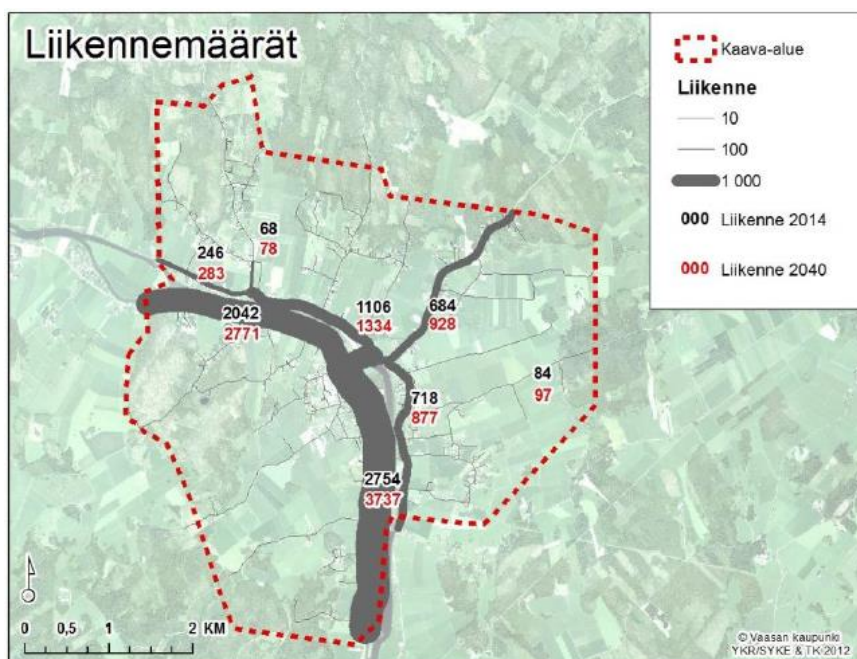 Liikennemäärät
Kaava-alue
Liikenne
10
100
1 000
000 Liikenne 2014
000 Liikenne 2040
68
78
246
283
2042
2771
1106
1334
684
928
718
877
84
97
2754
3737
0 0,5 1 2 KM
© Vaasan kaupunki
YKR/SYKE & TK 2012